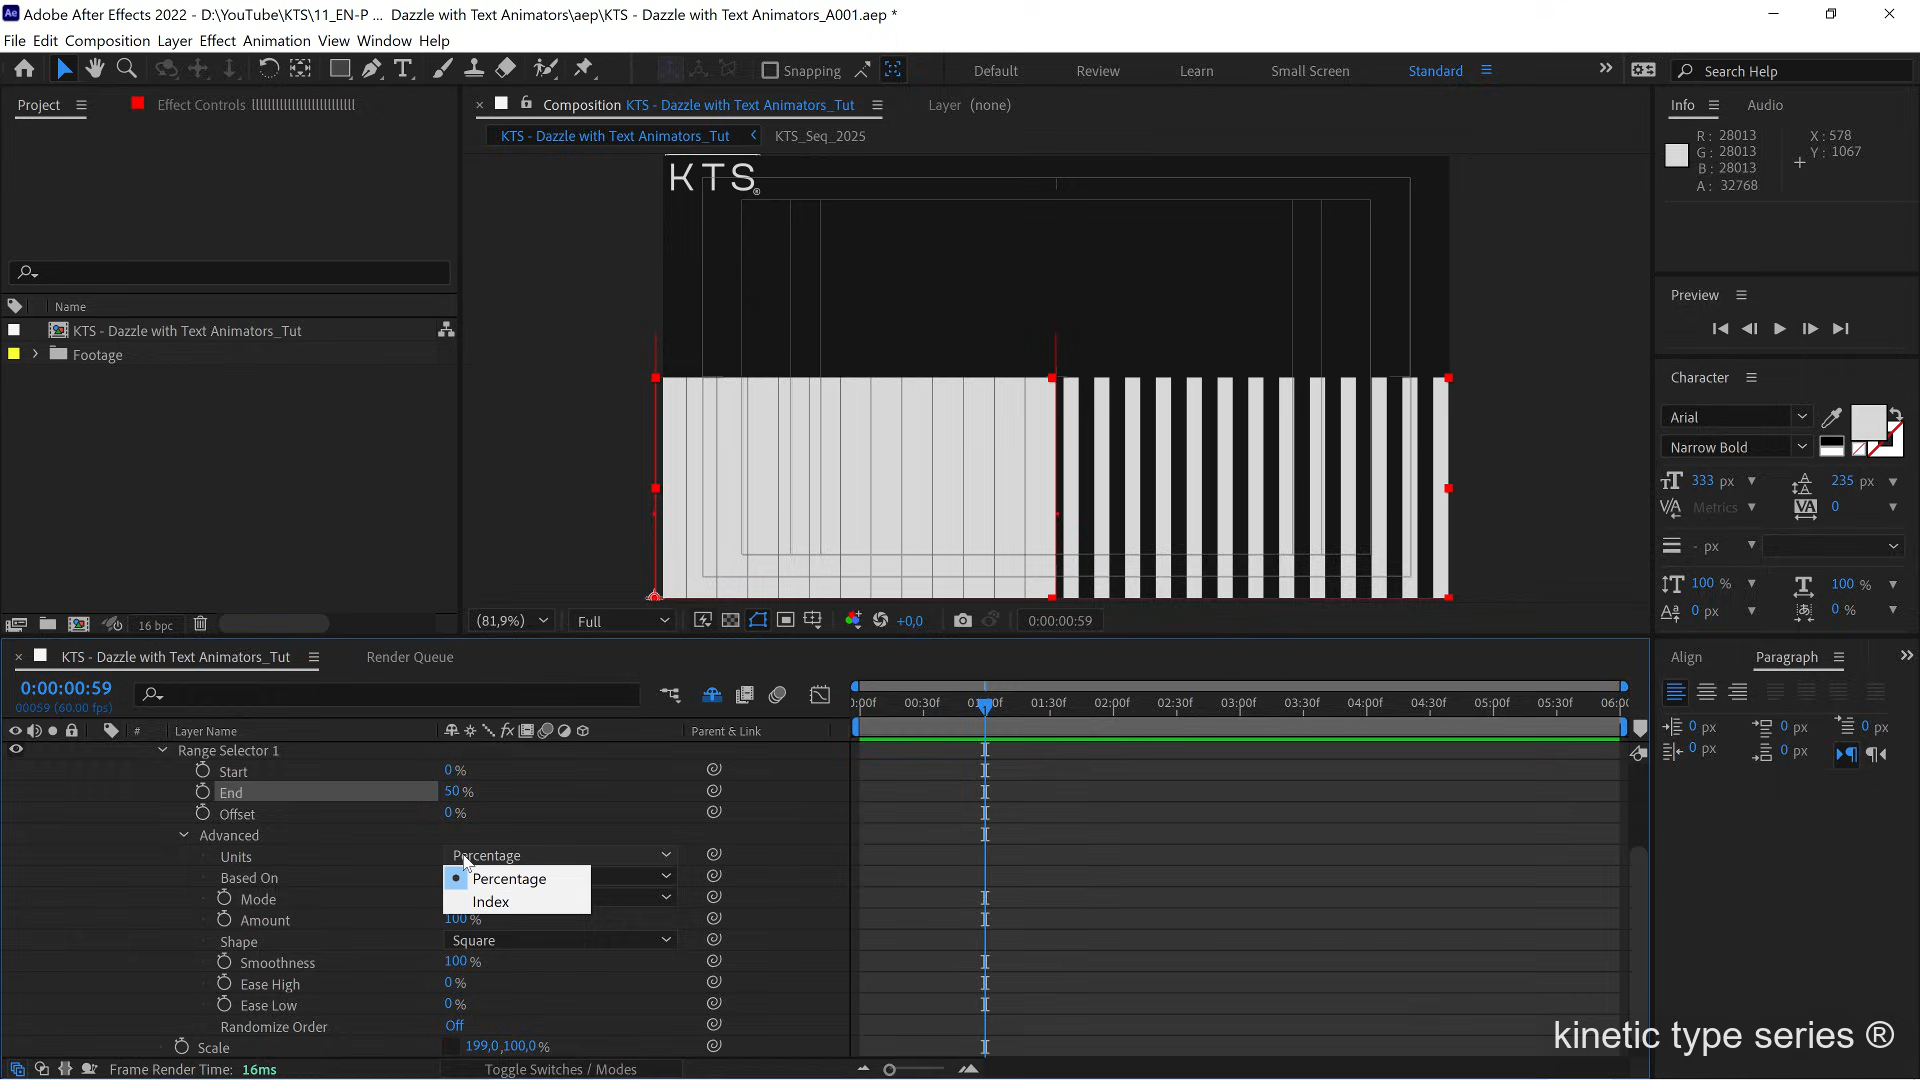 Adobe After Effects 2022 - D:\YouTube\KTS\11_EN-P ... Dazzle with Text Animators\aep\KTS - Dazzle with Text Animators_A001.aep *
File Edit Composition Layer Effect Animation View Window Help
Snapping
Default
Review
Learn
Small Screen
Standard
Search Help
Project
Effect Controls llllllllllllllllllllllllll
Composition KTS - Dazzle with Text Animators_Tut
Layer (none)
Info
Audio
KTS - Dazzle with Text Animators_Tut
KTS_Seq_2025
R: 28013
G: 28013
B: 28013
A: 32768
X: 578
Y: 1067
KTS®
Name
KTS - Dazzle with Text Animators_Tut
Footage
Preview
Character
Arial
Narrow Bold
333 px
235 px
Metrics
0
- px
100 %
100 %
0 px
0 %
16 bpc
(81,9%)
Full
+0,0
0:00:00:59
KTS - Dazzle with Text Animators_Tut
Render Queue
Align
Paragraph
0:00:00:59
00059 (60.00 fps)
:00f 00:30f 01:00f 01:30f 02:00f 02:30f 03:00f 03:30f 04:00f 04:30f 05:00f 05:30f 06:00
# Layer Name
Parent & Link
0 px 0 px 0 px
0 px 0 px
Range Selector 1
Start 0 %
End 50 %
Offset 0 %
Advanced
Units Percentage
Based On
Percentage
Index
Mode
Amount 100 %
Shape Square
Smoothness 100 %
Ease High 0 %
Ease Low 0 %
Randomize Order Off
Scale 199,0,100,0 %
Frame Render Time: 16ms
Toggle Switches / Modes
kinetic type series ®